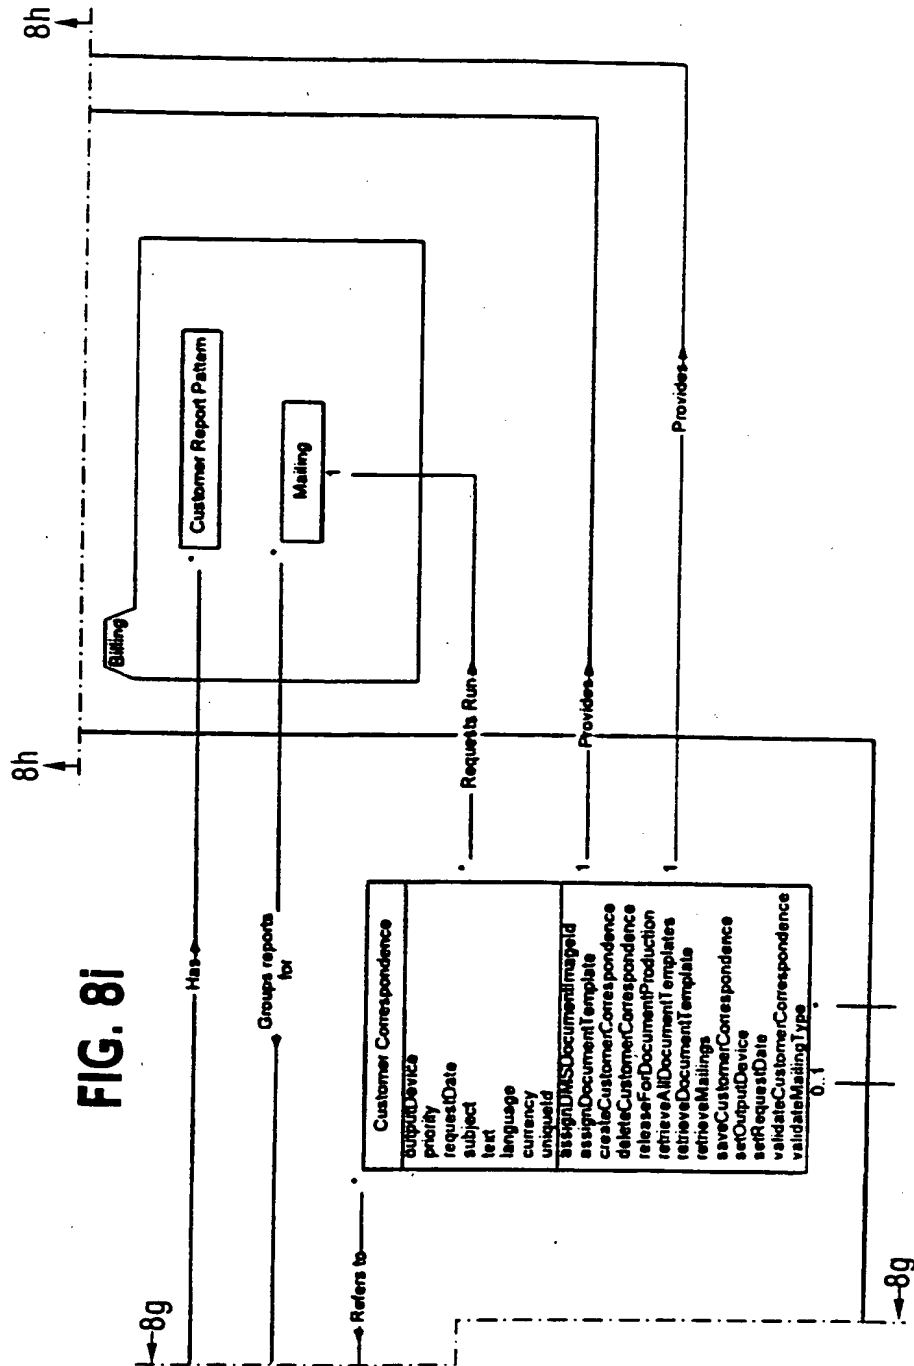 FIG. 8i
8g
8h
8h
Has
Billing
*
Customer Report Pattern
Groups reports
for
*
Mailing
1
Refers to
*
Customer Correspondence
outputDevice
priority
requestDate
subject
text
language
currency
uniqueId
assignDMSDocumentImageId
assignDocumentTemplate
createCustomerCorrespondence
deleteCustomerCorrespondence
releaseForDocumentProduction
retrieveAllDocumentTemplates
retrieveDocumentTemplate
retrieveMailings
saveCustomerCorrespondence
setOutputDevice
setRequestDate
validateCustomerCorrespondence
validateMailingType
*
Requests Run
1
Provides
1
Provides
0..1
*
8g